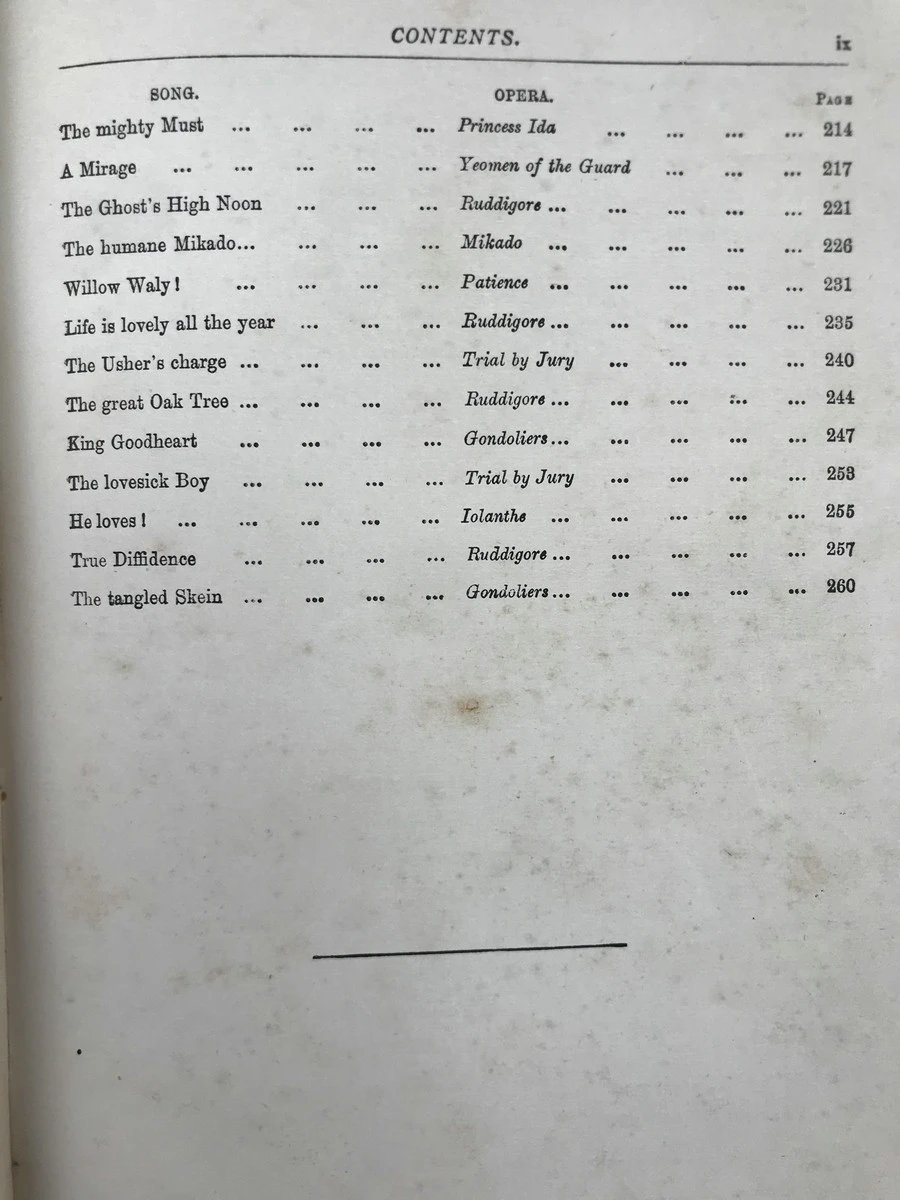 CONTENTS. ix
SONG. OPERA. PAGE
The mighty Must ... ... ... ... Princess Ida ... ... ... ... 214
A Mirage ... ... ... ... ... Yeomen of the Guard ... ... ... 217
The Ghost's High Noon ... ... ... Ruddigore ... ... ... ... ... 221
The humane Mikado... ... ... ... Mikado ... ... ... ... ... 226
Willow Waly! ... ... ... ... Patience ... ... ... ... ... 231
Life is lovely all the year ... ... ... Ruddigore ... ... ... ... ... 235
The Usher's charge ... ... ... ... Trial by Jury ... ... ... ... 240
The great Oak Tree ... ... ... ... Ruddigore ... ... ... ... ... 244
King Goodheart ... ... ... ... Gondoliers... ... ... ... ... 247
The lovesick Boy ... ... ... ... Trial by Jury ... ... ... ... 253
He loves! ... ... ... ... ... Iolanthe ... ... ... ... ... 255
True Diffidence ... ... ... ... Ruddigore ... ... ... ... ... 257
The tangled Skein ... ... ... ... Gondoliers... ... ... ... ... 260